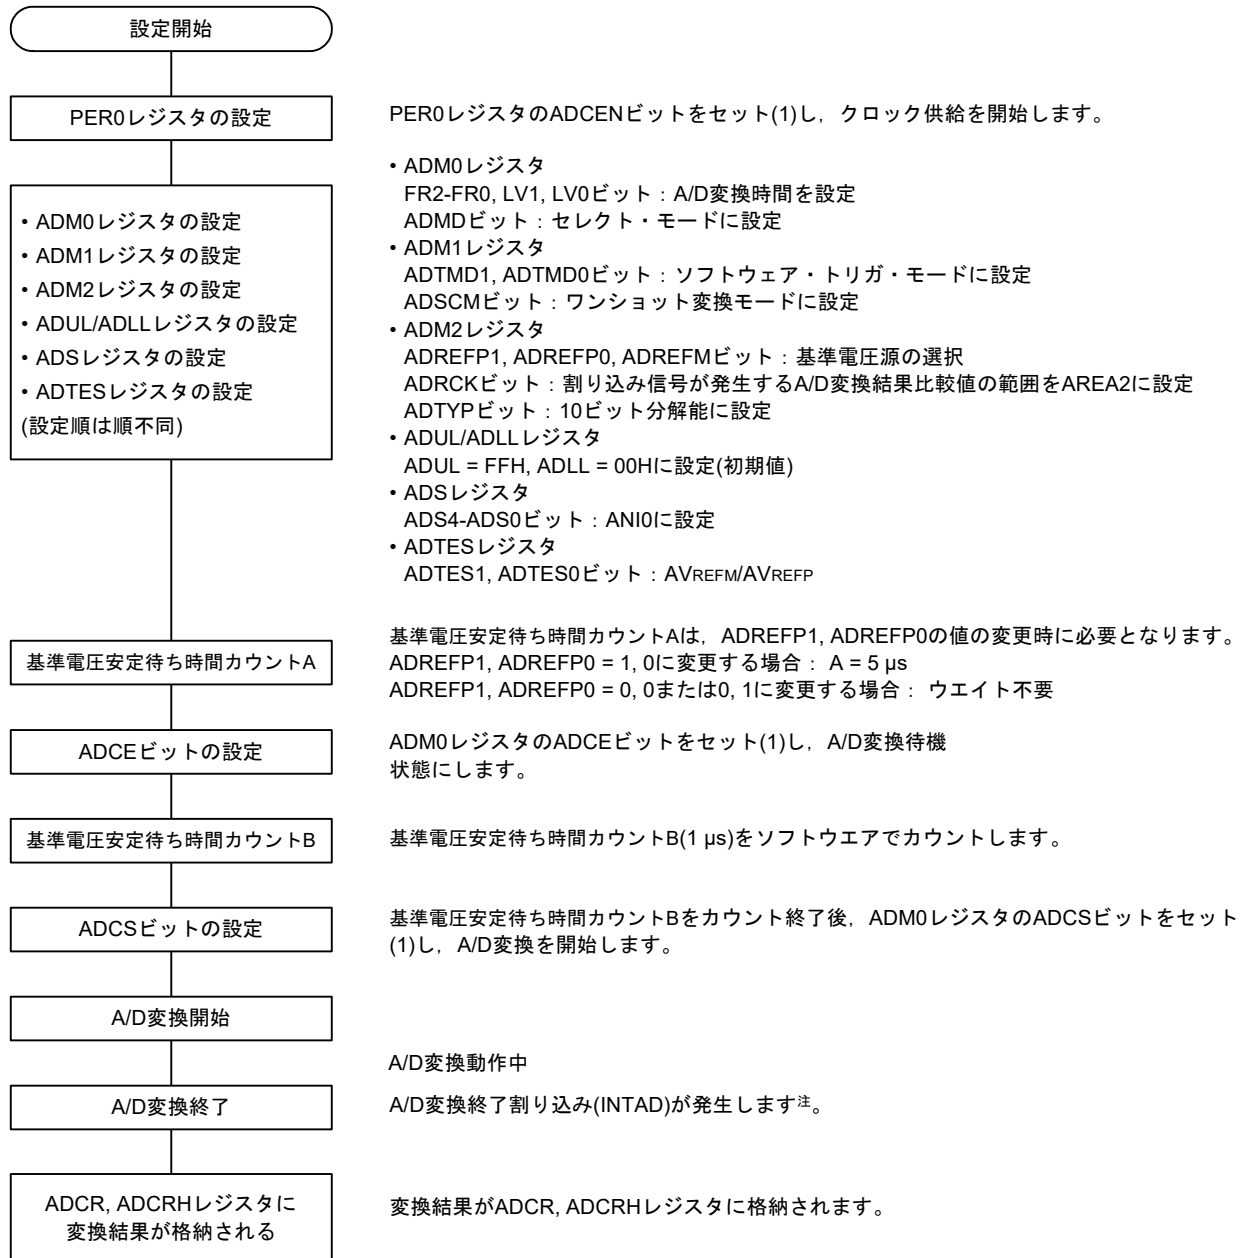 設定開始
PER0レジスタの設定
PER0レジスタのADCENビットをセット(1)し，クロック供給を開始します。
• ADM0レジスタの設定
• ADM1レジスタの設定
• ADM2レジスタの設定
• ADUL/ADLLレジスタの設定
• ADSレジスタの設定
• ADTESレジスタの設定
(設定順は順不同)
• ADM0レジスタ
FR2-FR0, LV1, LV0ビット：A/D変換時間を設定
ADMDビット：セレクト・モードに設定
• ADM1レジスタ
ADTMD1, ADTMD0ビット：ソフトウェア・トリガ・モードに設定
ADSCMビット：ワンショット変換モードに設定
• ADM2レジスタ
ADREFP1, ADREFP0, ADREFMビット：基準電圧源の選択
ADRCKビット：割り込み信号が発生するA/D変換結果比較値の範囲をAREA2に設定
ADTYPビット：10ビット分解能に設定
• ADUL/ADLLレジスタ
ADUL = FFH, ADLL = 00Hに設定(初期値)
• ADSレジスタ
ADS4-ADS0ビット：ANI0に設定
• ADTESレジスタ
ADTES1, ADTES0ビット：AVREFM/AVREFP
基準電圧安定待ち時間カウントA
基準電圧安定待ち時間カウントAは，ADREFP1, ADREFP0の値の変更時に必要となります。
ADREFP1, ADREFP0 = 1, 0に変更する場合： A = 5 µs
ADREFP1, ADREFP0 = 0, 0または0, 1に変更する場合： ウエイト不要
ADCEビットの設定
ADM0レジスタのADCEビットをセット(1)し，A/D変換待機
状態にします。
基準電圧安定待ち時間カウントB
基準電圧安定待ち時間カウントB(1 µs)をソフトウエアでカウントします。
ADCSビットの設定
基準電圧安定待ち時間カウントBをカウント終了後，ADM0レジスタのADCSビットをセット
(1)し，A/D変換を開始します。
A/D変換開始
A/D変換動作中
A/D変換終了
A/D変換終了割り込み(INTAD)が発生します注。
ADCR, ADCRHレジスタに
変換結果が格納される
変換結果がADCR, ADCRHレジスタに格納されます。